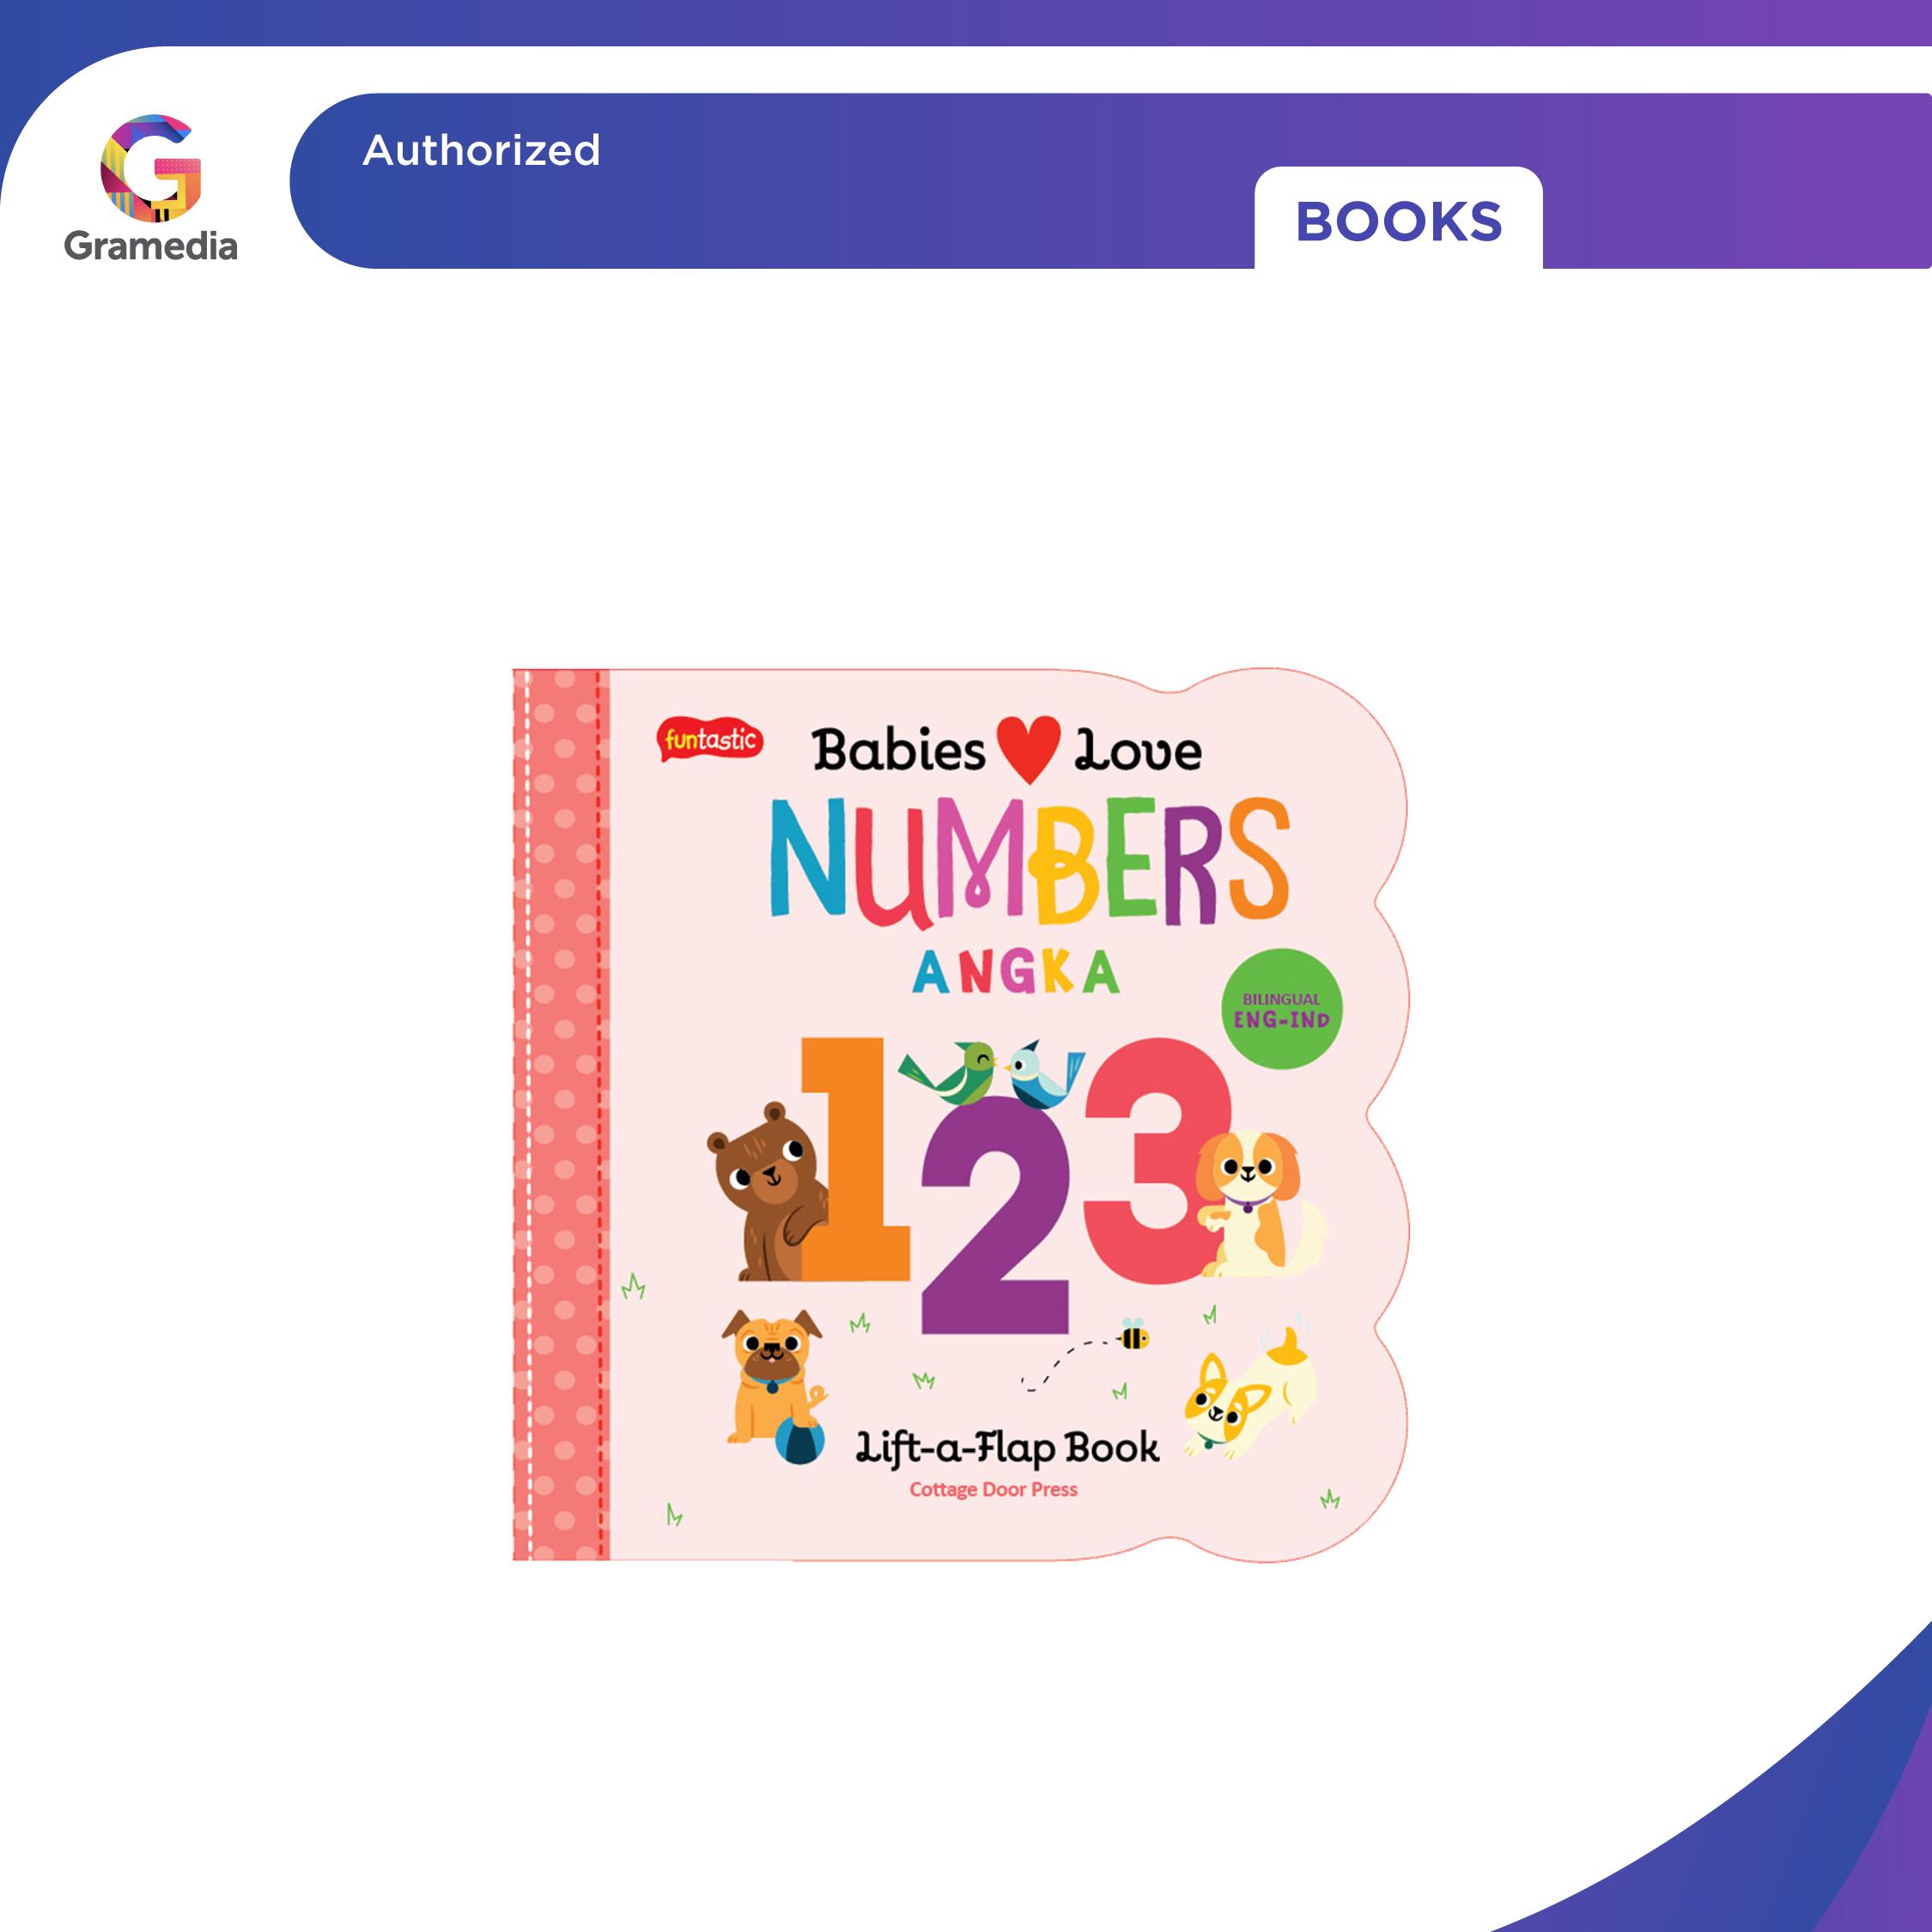 Authorized
BOOKS
Gramedia
funtastic
Babies Love
NUMBERS
ANGKA
BILINGUAL
ENG-IND
123
Lift-a-Flap Book
Cottage Door Press